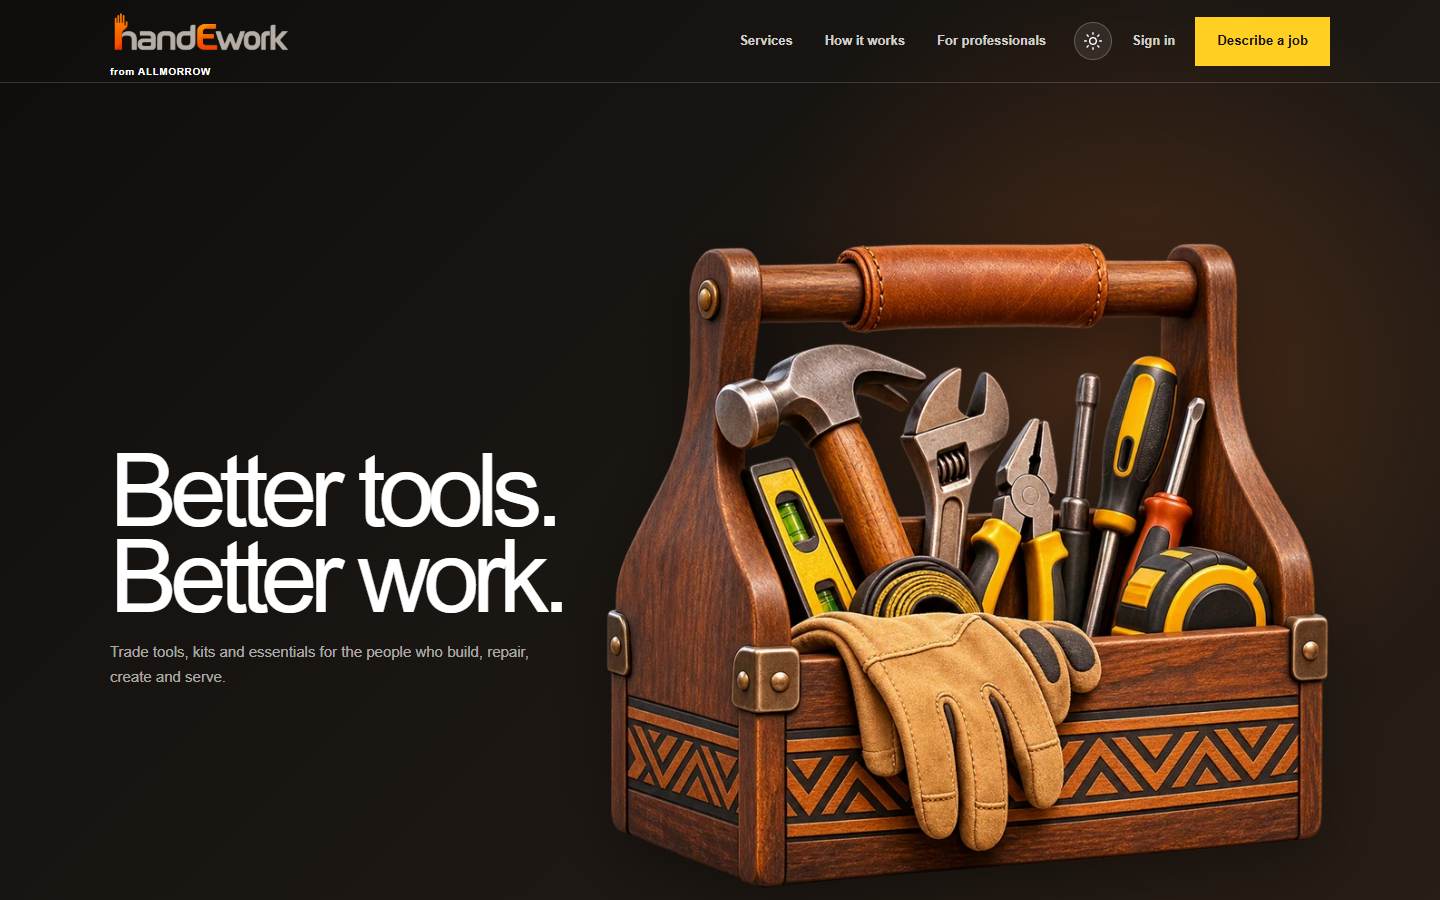 handEwork
from ALLMORROW
Services
How it works
For professionals
Sign in
Describe a job
Better tools.
Better work.
Trade tools, kits and essentials for the people who build, repair,
create and serve.